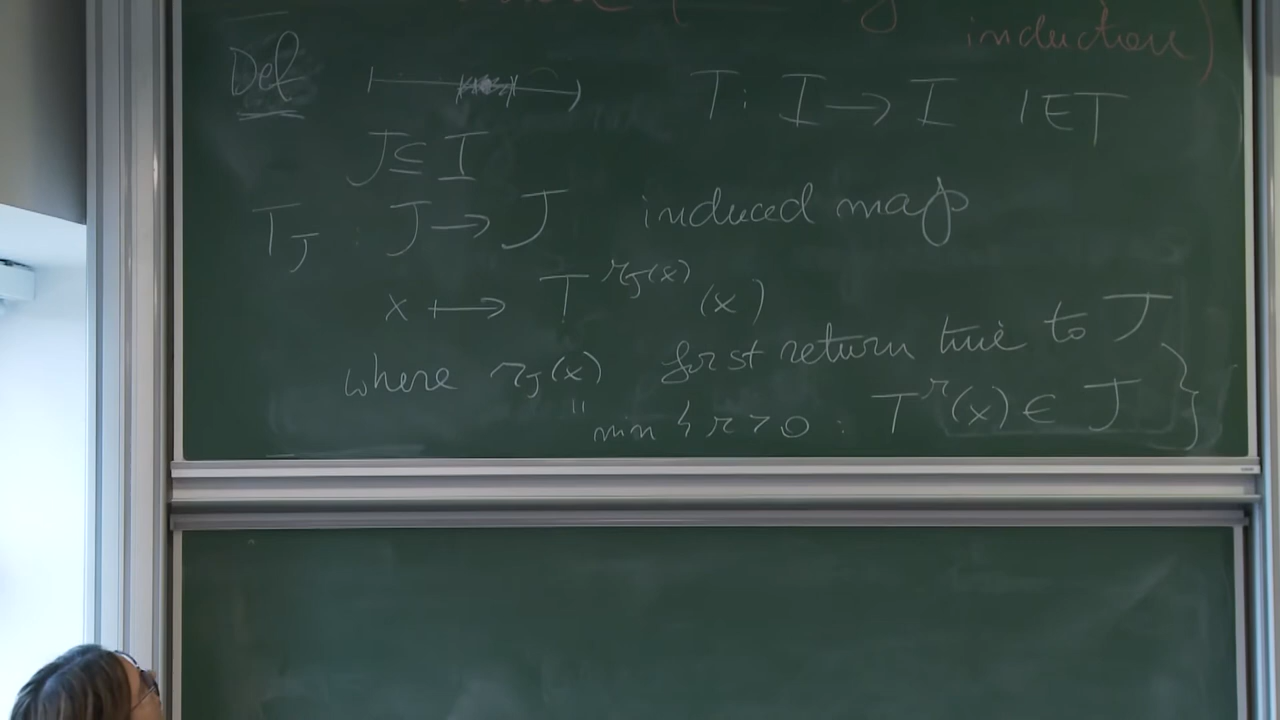 induction)
Def T: I → I IET
J ⊆ I
T_J : J → J induced map
x ↦ T^{r_J(x)} (x)
where r_J(x) first return time to J
=
min { r > 0 : T^r(x) ∈ J }